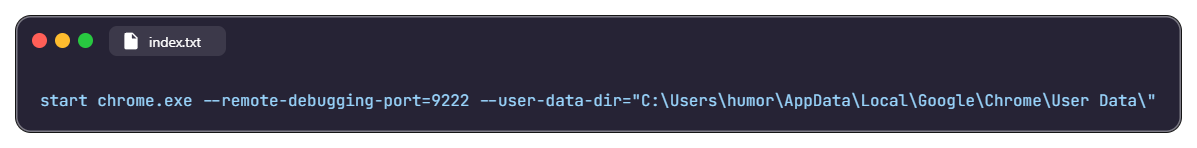 index.txt
start chrome.exe --remote-debugging-port=9222 --user-data-dir="C:\Users\humor\AppData\Local\Google\Chrome\User Data\"